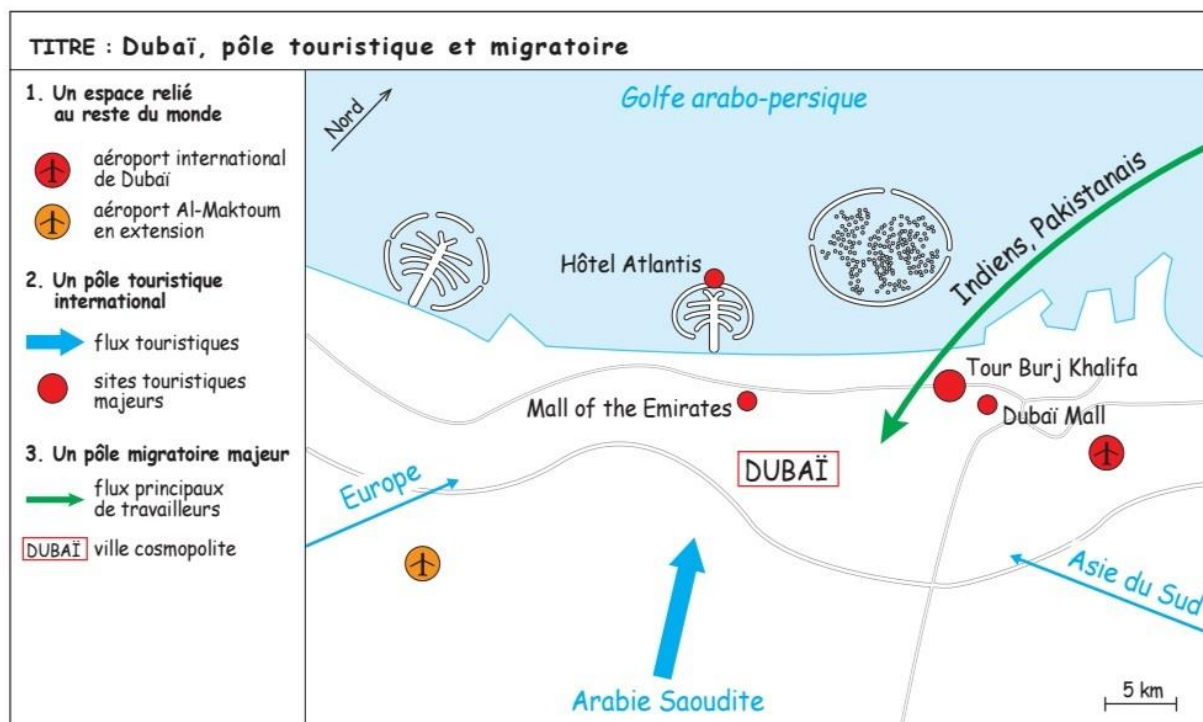 TITRE : Dubaï, pôle touristique et migratoire
1. Un espace relié
au reste du monde
aéroport international
de Dubaï
aéroport Al-Maktoum
en extension
2. Un pôle touristique
international
flux touristiques
sites touristiques
majeurs
3. Un pôle migratoire majeur
flux principaux
de travailleurs
DUBAÏ ville cosmopolite
Nord
Golfe arabo-persique
Indiens, Pakistanais
Hôtel Atlantis
Tour Burj Khalifa
Mall of the Emirates
Dubaï Mall
DUBAÏ
Europe
Asie du Sud
Arabie Saoudite
5 km